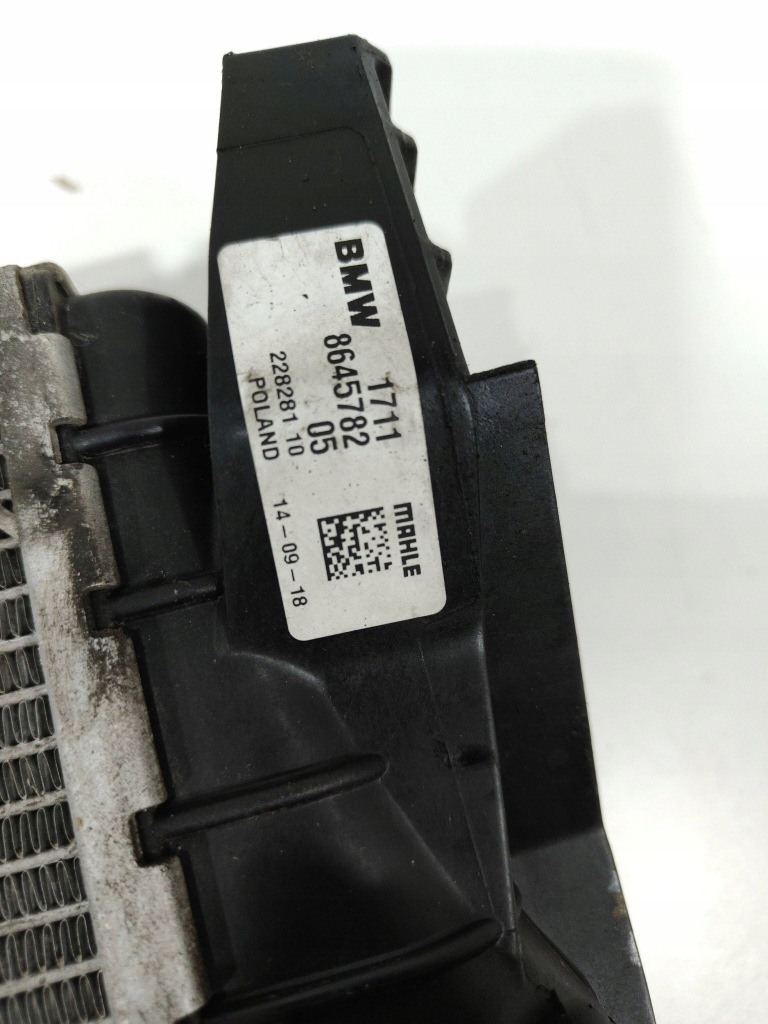 BMW 1711
8645782
05
228281 10
POLAND 14-09-18
MAHLE